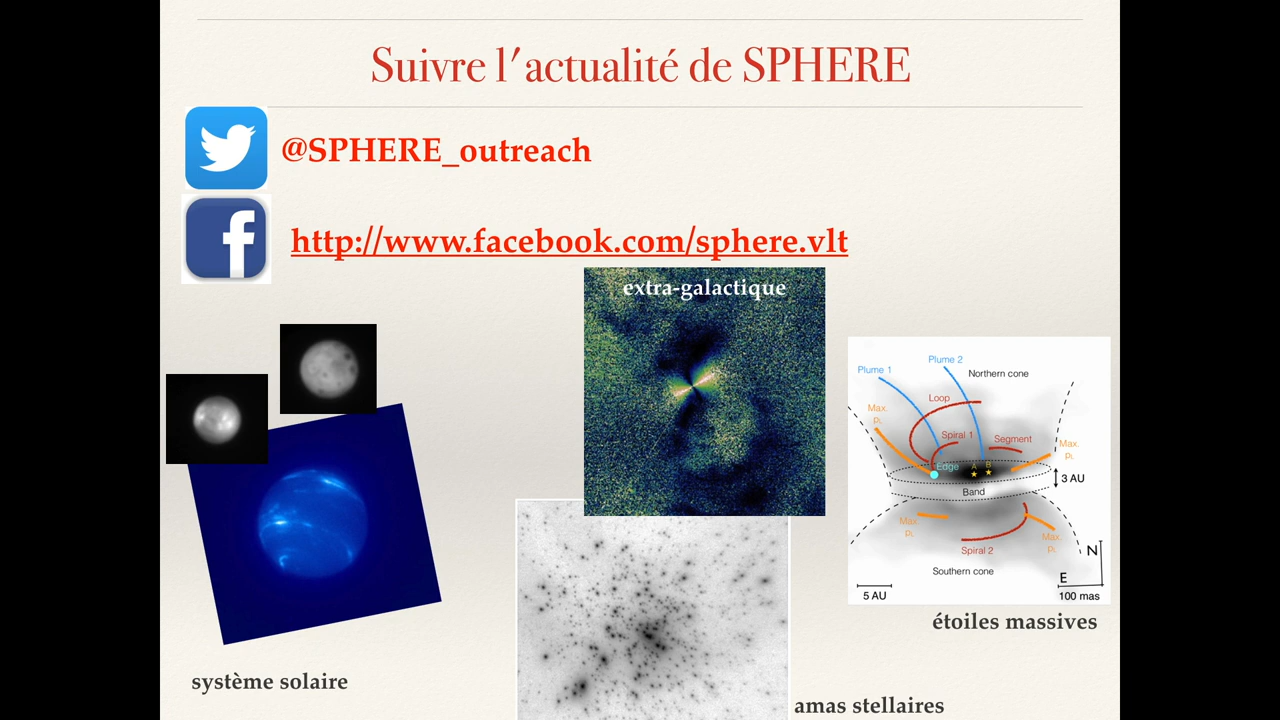 Suivre l'actualité de SPHERE
@SPHERE_outreach
http://www.facebook.com/sphere.vlt
extra-galactique
Plume 2
Plume 1
Northern cone
Loop
Max.
pL
Spiral 1
Segment
Max.
pL
Edge
A
B
3 AU
Band
Max.
pL
Max.
pL
Spiral 2
N
Southern cone
E
5 AU
100 mas
étoiles massives
système solaire
amas stellaires